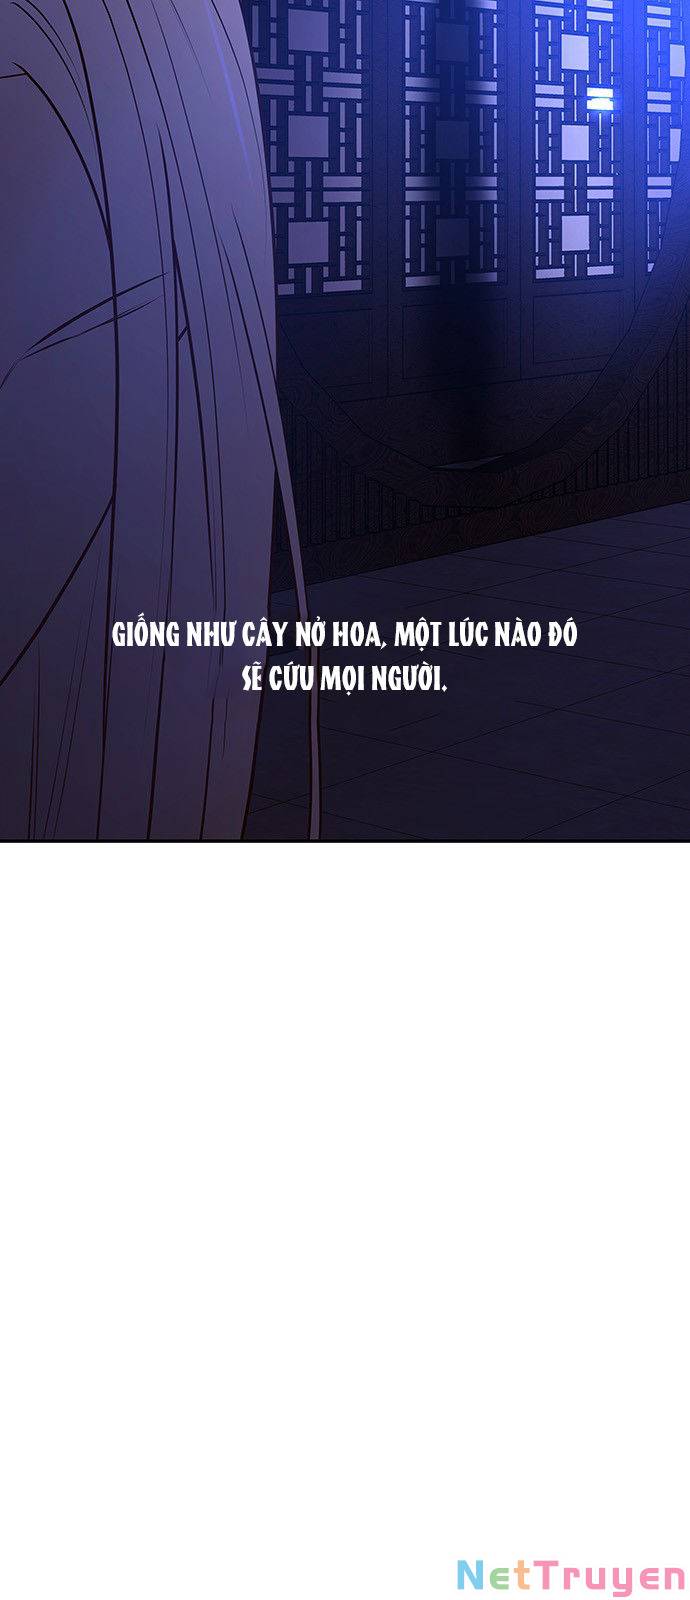 GIỐNG NHƯ CÂY NỞ HOA, MỘT LÚC NÀO ĐÓ
SẼ CỨU MỌI NGƯỜI.
NetTruyen